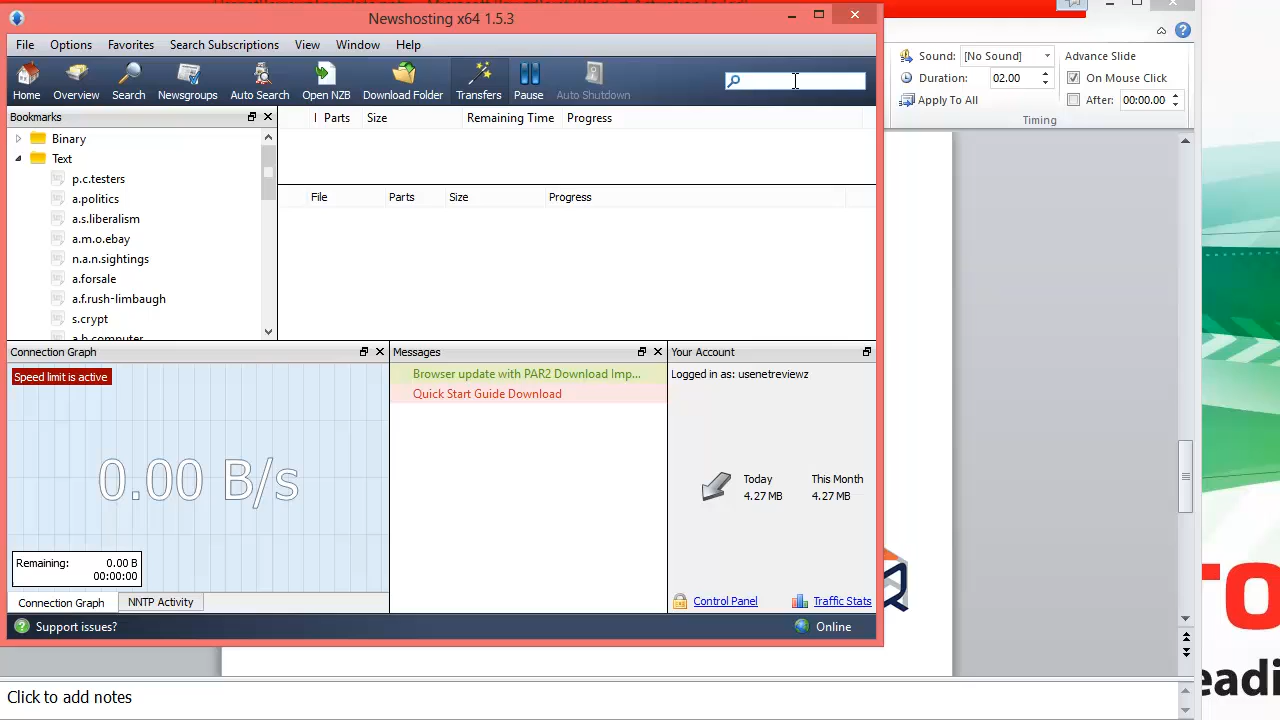 Newshosting x64 1.5.3
File Options Favorites Search Subscriptions View Window Help
Home Overview Search Newsgroups Auto Search Open NZB Download Folder Transfers Pause Auto Shutdown
Sound: [No Sound] Advance Slide
Duration: 02.00 On Mouse Click
Apply To All After: 00:00.00
Timing
Bookmarks
Parts Size Remaining Time Progress
Binary
Text
p.c.testers
a.politics
a.s.liberalism
a.m.o.ebay
n.a.n.sightings
a.forsale
a.f.rush-limbaugh
s.crypt
File Parts Size Progress
Connection Graph
Speed limit is active
0.00 B/s
Remaining: 0.00 B
00:00:00
Connection Graph NNTP Activity
Messages
Browser update with PAR2 Download Imp...
Quick Start Guide Download
Your Account
Logged in as: usenetreviewz
Today This Month
4.27 MB 4.27 MB
Control Panel Traffic Stats
Support issues? Online
Click to add notes
TO
eadi